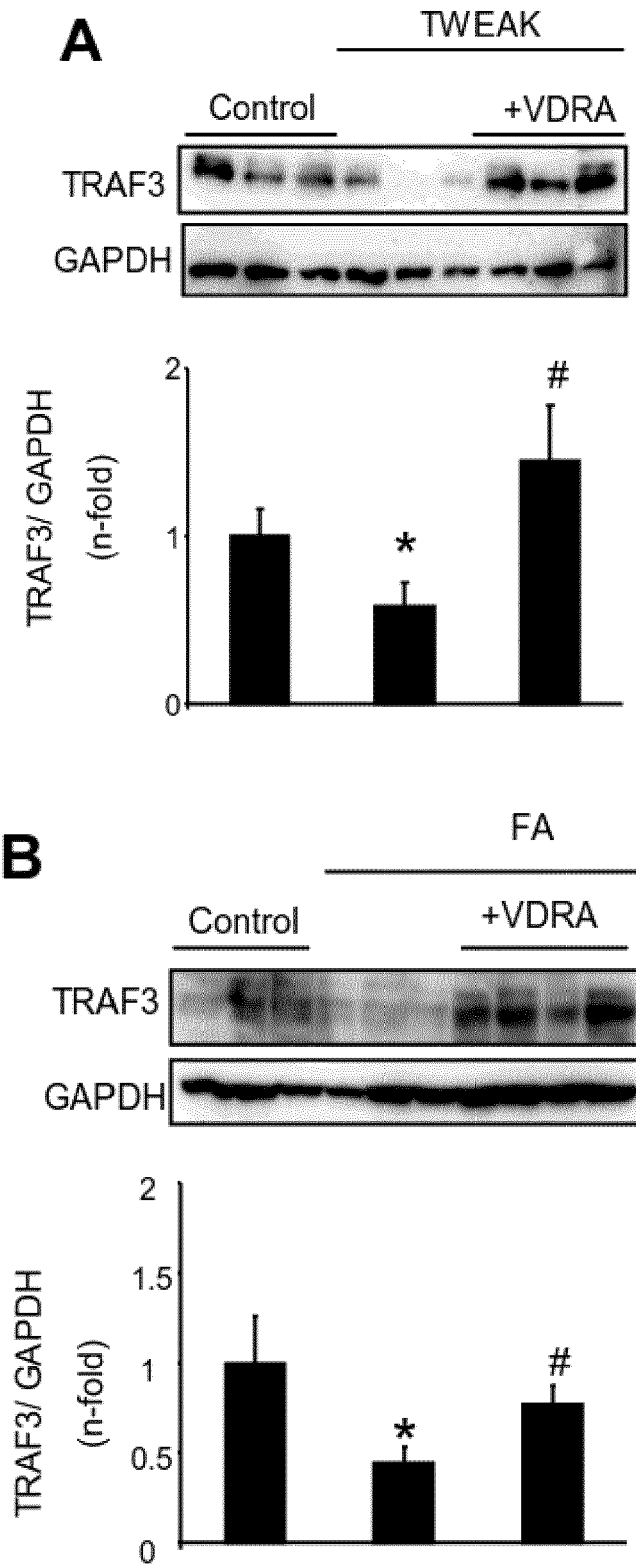 A
TWEAK
Control
+VDRA
TRAF3
GAPDH
2
#
TRAF3/ GAPDH
(n-fold)
1
*
0
B
FA
Control
+VDRA
TRAF3
GAPDH
2
1.5
TRAF3/ GAPDH
(n-fold)
1
#
*
0.5
0